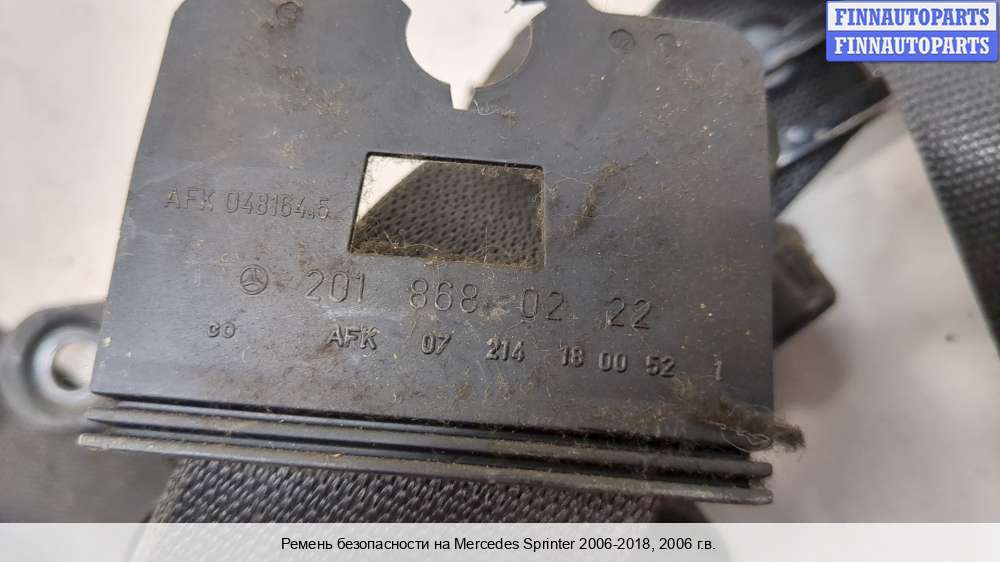 FINNAUTOPARTS
FINNAUTOPARTS
AFK 048164.5
201 868 02 22
co AFK 07 214 18 00 52 1
Ремень безопасности на Mercedes Sprinter 2006-2018, 2006 г.в.